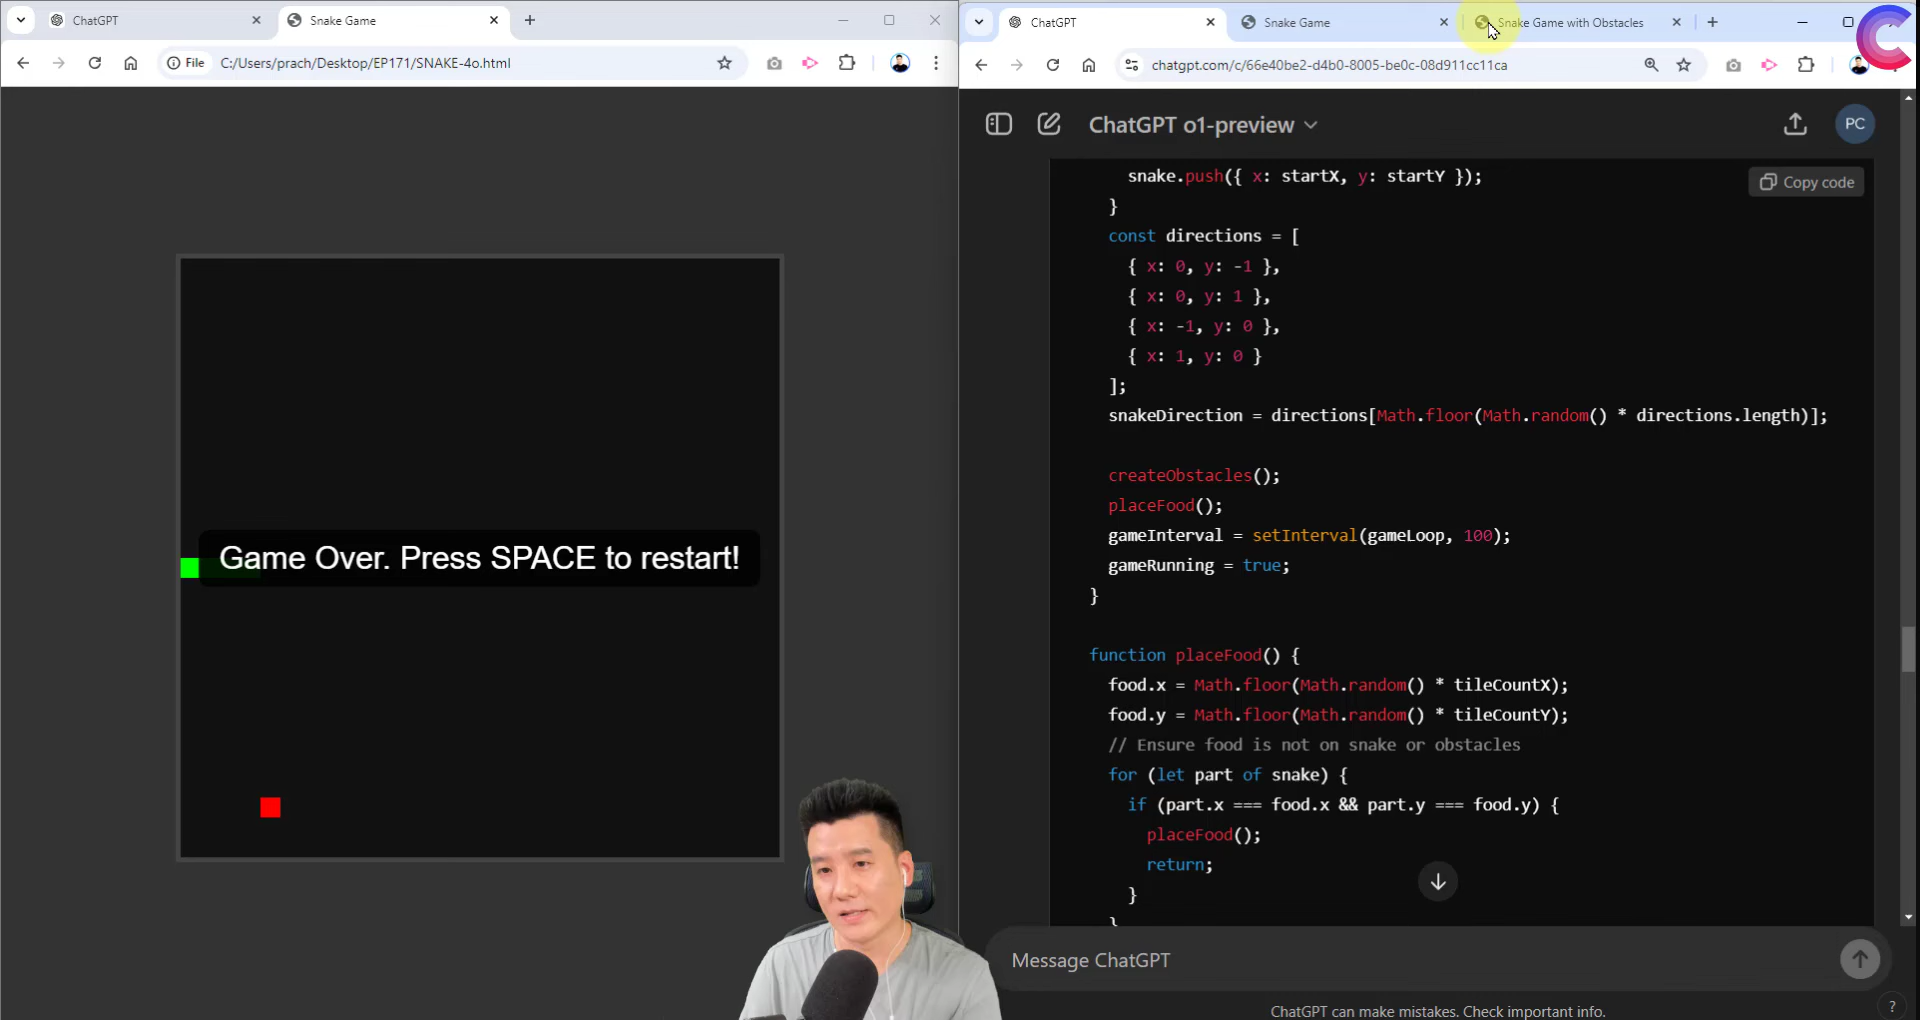 ChatGPT
Snake Game
File
C:/Users/prach/Desktop/EP171/SNAKE-4o.html
Game Over. Press SPACE to restart!
ChatGPT
Snake Game
Snake Game with Obstacles
chatgpt.com/c/66e40be2-d4b0-8005-be0c-08d911cc11ca
ChatGPT o1-preview
PC
Copy code
snake.push({ x: startX, y: startY });
}
const directions = [
{ x: 0, y: -1 },
{ x: 0, y: 1 },
{ x: -1, y: 0 },
{ x: 1, y: 0 }
];
snakeDirection = directions[Math.floor(Math.random() * directions.length)];
createObstacles();
placeFood();
gameInterval = setInterval(gameLoop, 100);
gameRunning = true;
}
function placeFood() {
food.x = Math.floor(Math.random() * tileCountX);
food.y = Math.floor(Math.random() * tileCountY);
// Ensure food is not on snake or obstacles
for (let part of snake) {
if (part.x === food.x && part.y === food.y) {
placeFood();
return;
}
}
Message ChatGPT
ChatGPT can make mistakes. Check important info.
?